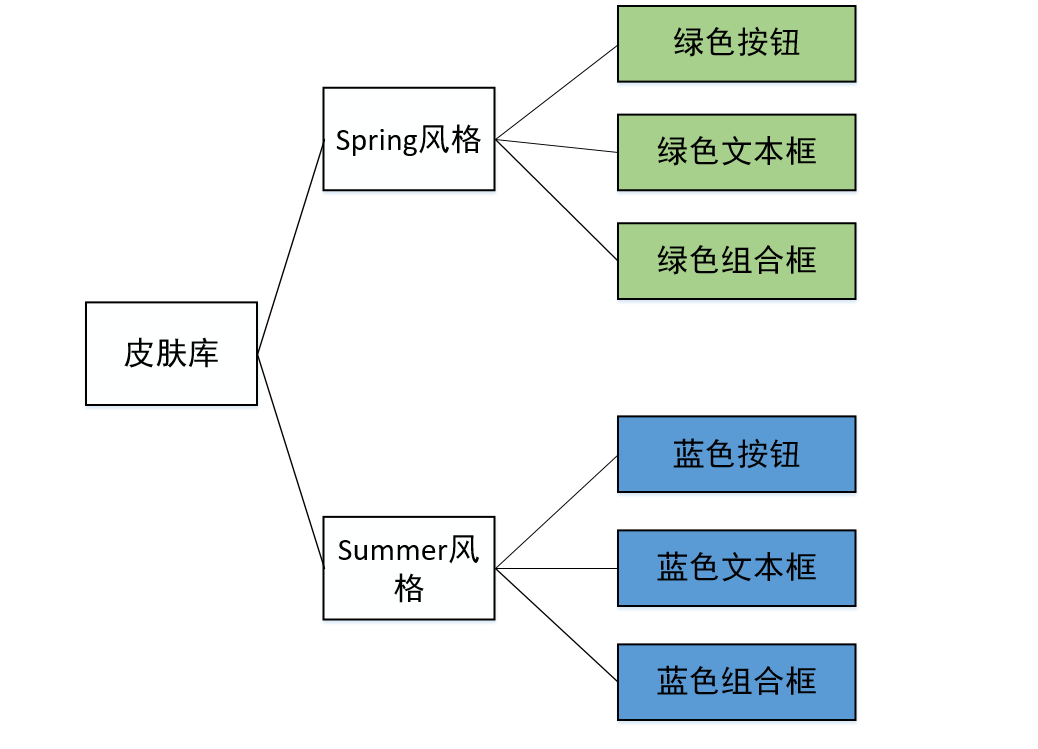 绿色按钮
Spring风格
绿色文本框
绿色组合框
皮肤库
蓝色按钮
Summer风
格
蓝色文本框
蓝色组合框